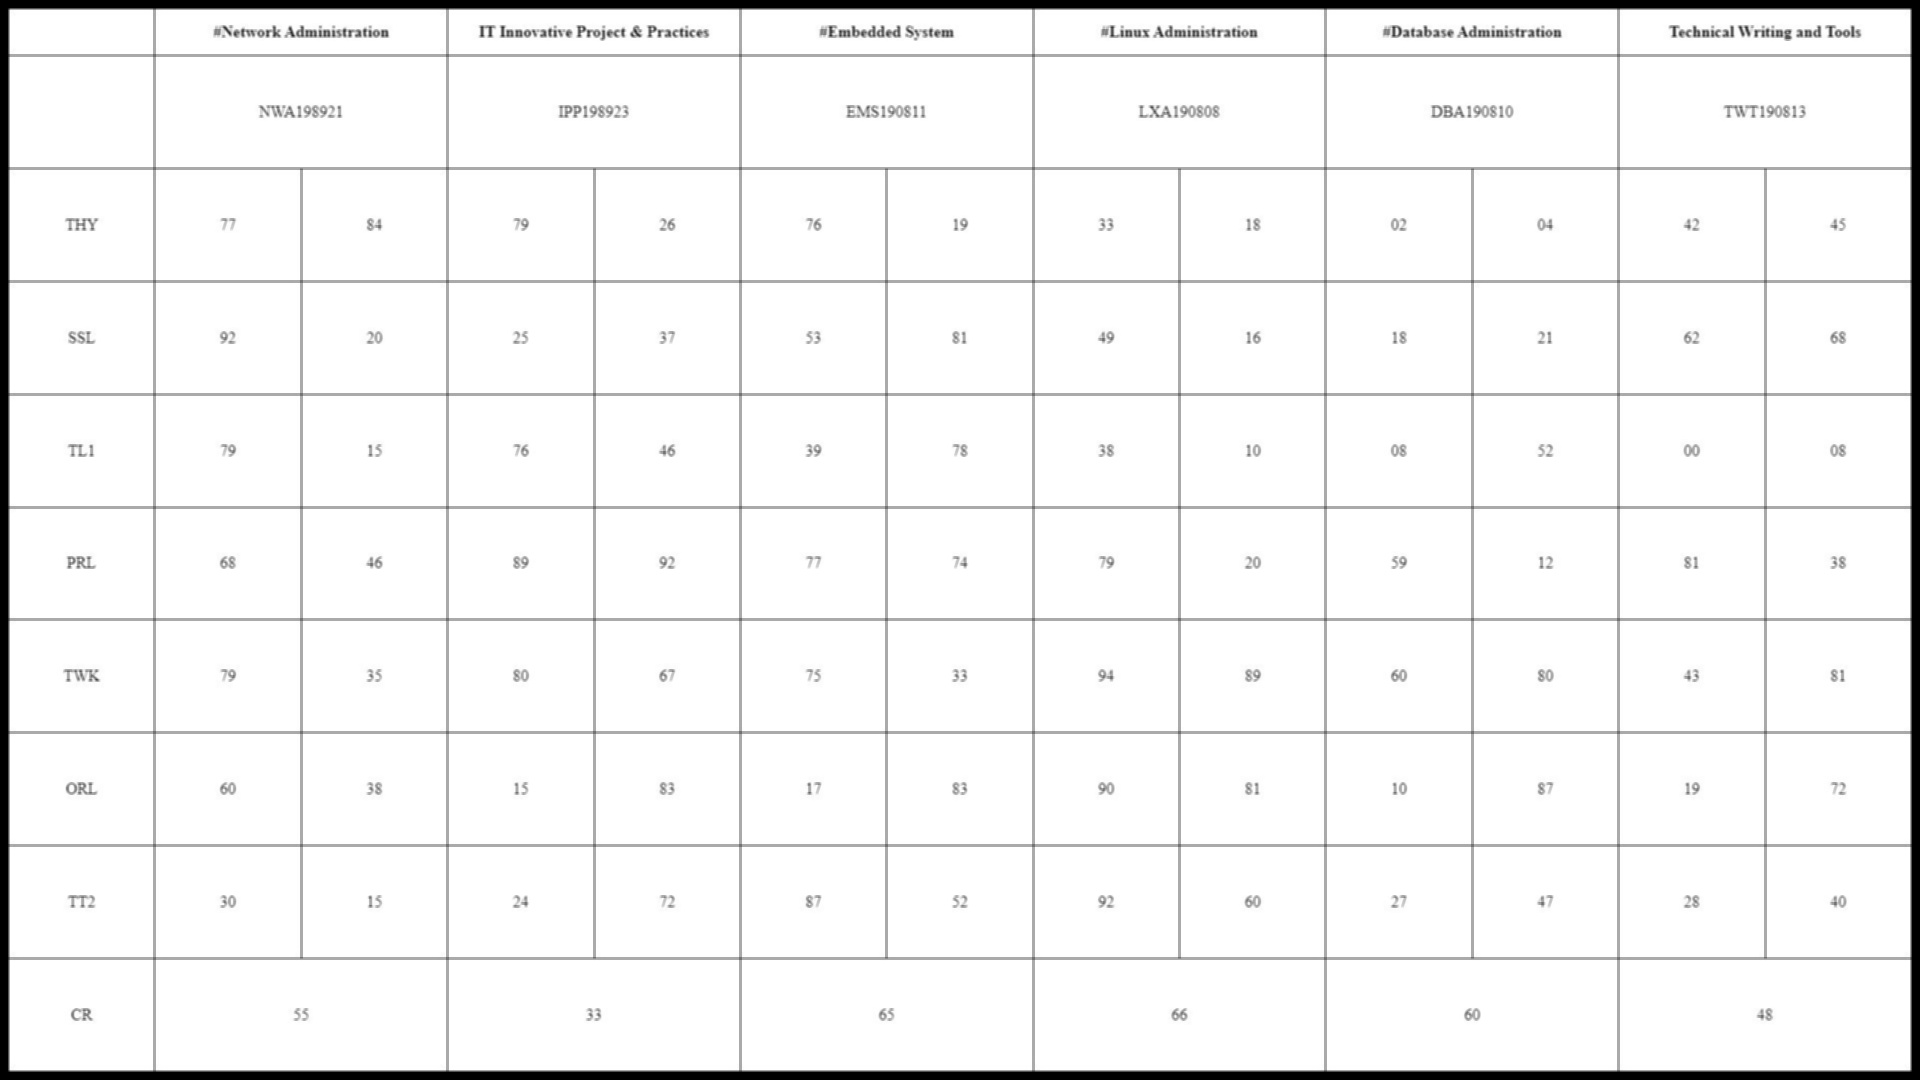 #Network Administration IT Innovative Project & Practices #Embedded System #Linux Administration #Database Administration Technical Writing and Tools
NWA198921 IPP198923 EMS190811 LXA190808 DBA190810 TWT190813
THY 77 84 79 26 76 19 33 18 02 04 42 45
SSL 92 20 25 37 53 81 49 16 18 21 62 68
TL1 79 15 76 46 39 78 38 10 08 52 00 08
PRL 68 46 89 92 77 74 79 20 59 12 81 38
TWK 79 35 80 67 75 33 94 89 60 80 43 81
ORL 60 38 15 83 17 83 90 81 10 87 19 72
TT2 30 15 24 72 87 52 92 60 27 47 28 40
CR 55 33 65 66 60 48